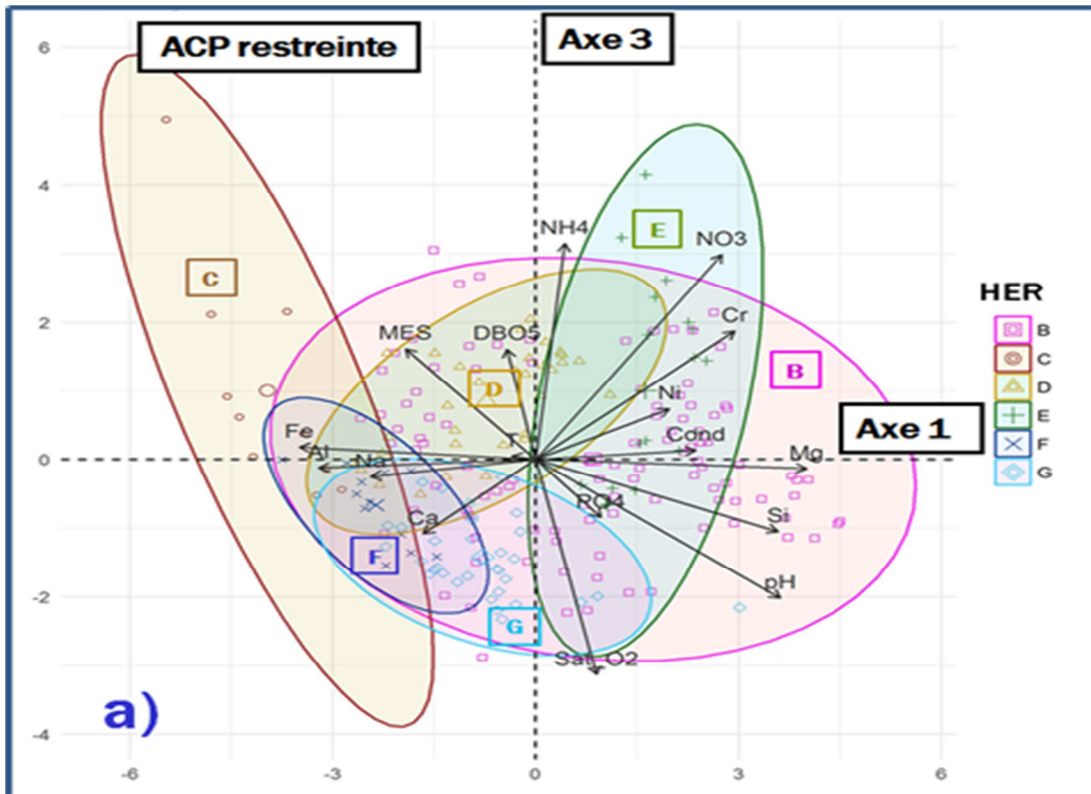 ACP restreinte
Axe 3
6
4
2
0
-2
-4
NH4
E
NO3
C
MES
DBO5
Cr
HER
B
C
D
E
F
G
B
D
Ni
Axe 1
Fe
T
Cond
Mg
Al
Na
PO4
Si
Ca
F
pH
G
Sat_O2
a)
-6
-3
0
3
6